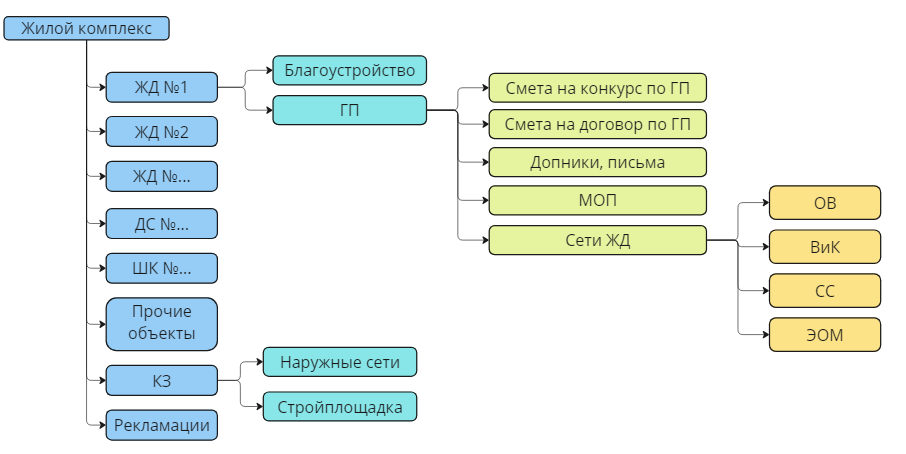 Жилой комплекс
ЖД №1
ЖД №2
ЖД №...
ДС №...
ШК №...
Прочие
объекты
КЗ
Рекламации
Благоустройство
ГП
Наружные сети
Стройплощадка
Смета на конкурс по ГП
Смета на договор по ГП
Допники, письма
МОП
Сети ЖД
ОВ
ВиК
СС
ЭОМ